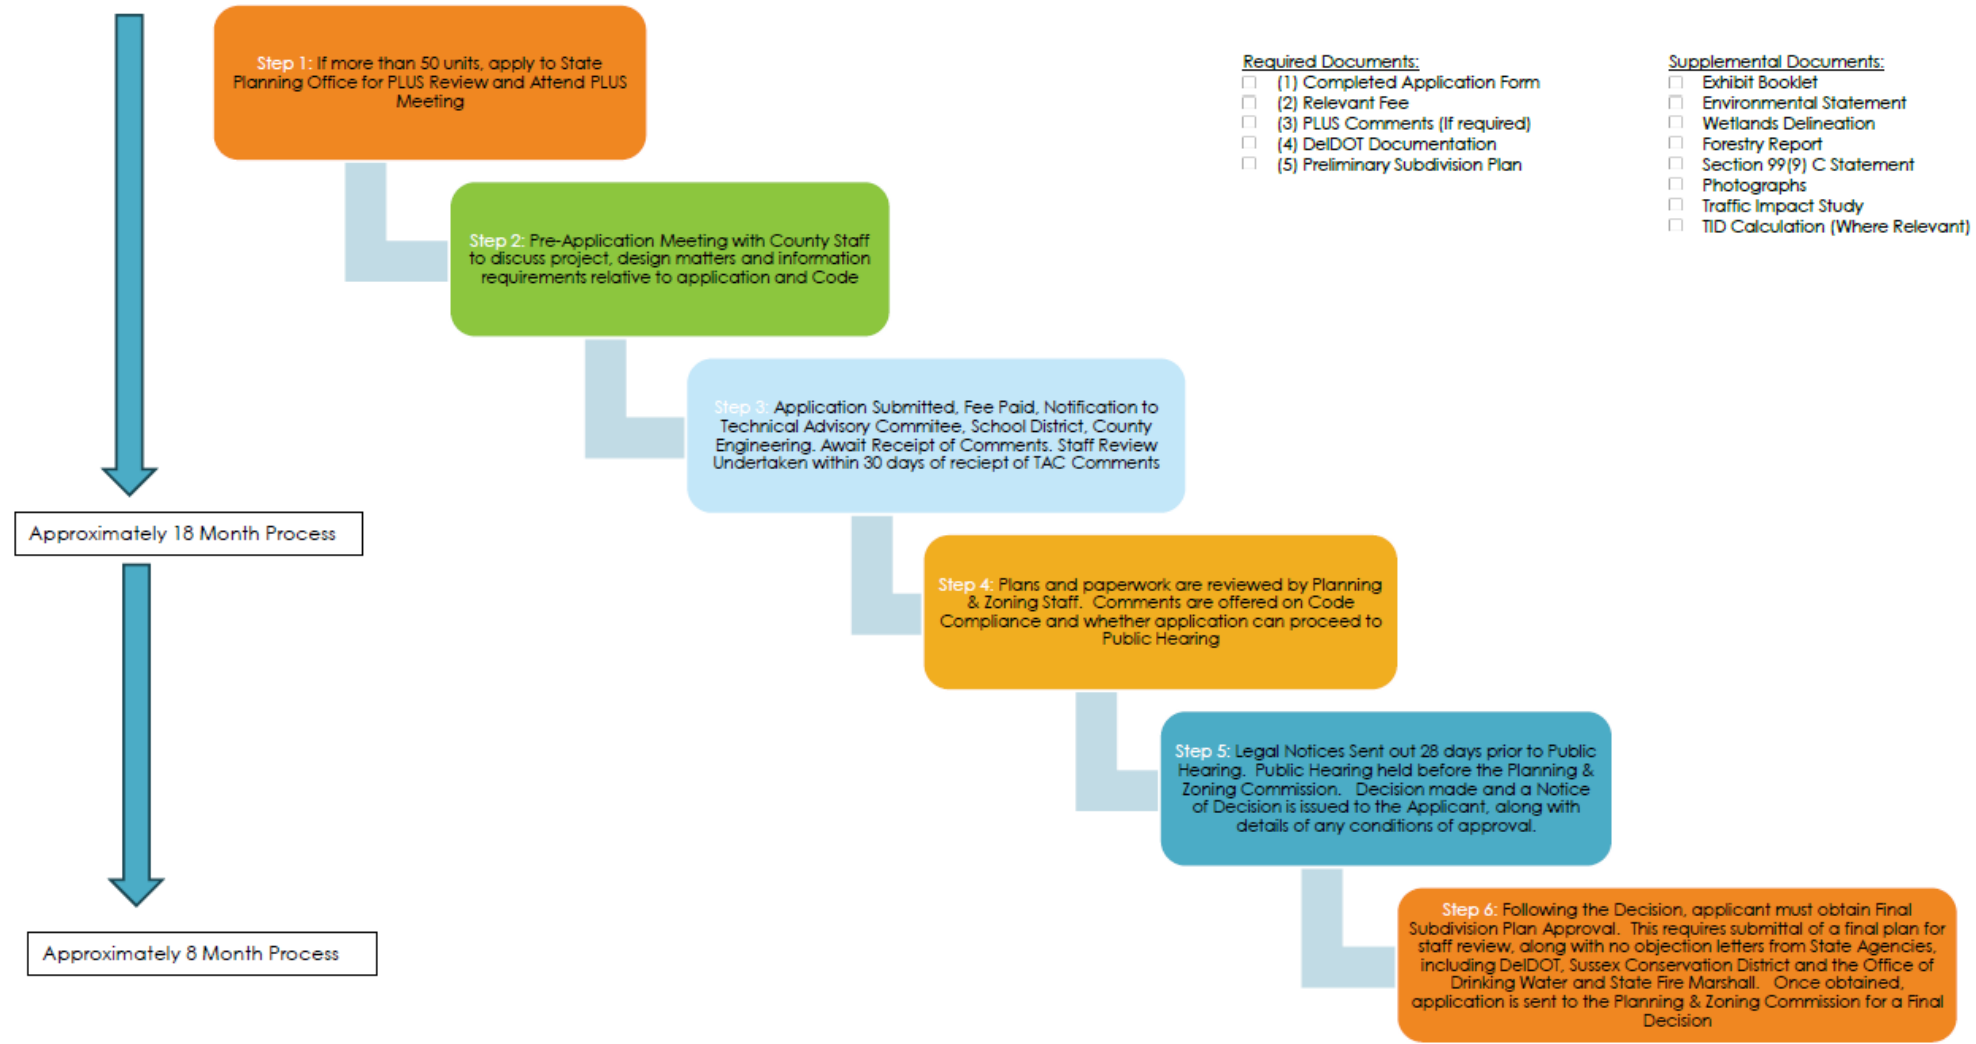 Step 1: If more than 50 units, apply to State
Planning Office for PLUS Review and Attend PLUS
Meeting
Required Documents:
(1) Completed Application Form
(2) Relevant Fee
(3) PLUS Comments (If required)
(4) DelDOT Documentation
(5) Preliminary Subdivision Plan
Supplemental Documents:
Exhibit Booklet
Environmental Statement
Wetlands Delineation
Forestry Report
Section 99(9) C Statement
Photographs
Traffic Impact Study
TID Calculation (Where Relevant)
Step 2: Pre-Application Meeting with County Staff
to discuss project, design matters and information
requirements relative to application and Code
Step 3: Application Submitted, Fee Paid, Notification to
Technical Advisory Commitee, School District, County
Engineering. Await Receipt of Comments. Staff Review
Undertaken within 30 days of reciept of TAC Comments
Approximately 18 Month Process
Step 4: Plans and paperwork are reviewed by Planning
& Zoning Staff. Comments are offered on Code
Compliance and whether application can proceed to
Public Hearing
Step 5: Legal Notices Sent out 28 days prior to Public
Hearing. Public Hearing held before the Planning &
Zoning Commission. Decision made and a Notice
of Decision is issued to the Applicant, along with
details of any conditions of approval.
Approximately 8 Month Process
Step 6: Following the Decision, applicant must obtain Final
Subdivision Plan Approval. This requires submittal of a final plan for
staff review, along with no objection letters from State Agencies,
including DelDOT, Sussex Conservation District and the Office of
Drinking Water and State Fire Marshall. Once obtained,
application is sent to the Planning & Zoning Commission for a Final
Decision